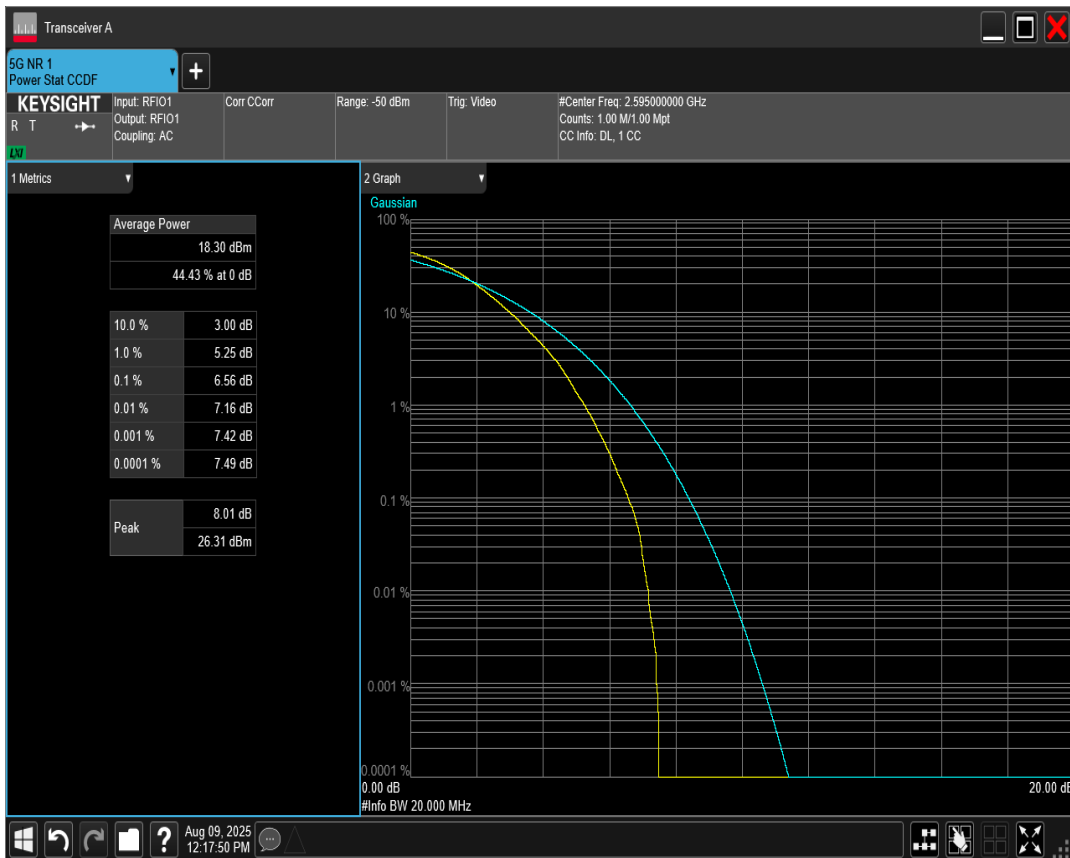 Transceiver A
5G NR 1
Power Stat CCDF
KEYSIGHT
R T
LXI
Input: RFIO1
Output: RFIO1
Coupling: AC
Corr CCorr
Range: -50 dBm
Trig: Video
#Center Freq: 2.595000000 GHz
Counts: 1.00 M/1.00 Mpt
CC Info: DL, 1 CC
1 Metrics
Average Power
18.30 dBm
44.43 % at 0 dB
10.0 % 3.00 dB
1.0 % 5.25 dB
0.1 % 6.56 dB
0.01 % 7.16 dB
0.001 % 7.42 dB
0.0001 % 7.49 dB
Peak
8.01 dB
26.31 dBm
2 Graph
Gaussian
100 %
10 %
1 %
0.1 %
0.01 %
0.001 %
0.0001 %
0.00 dB 20.00 dB
#Info BW 20.000 MHz
?
Aug 09, 2025
12:17:50 PM